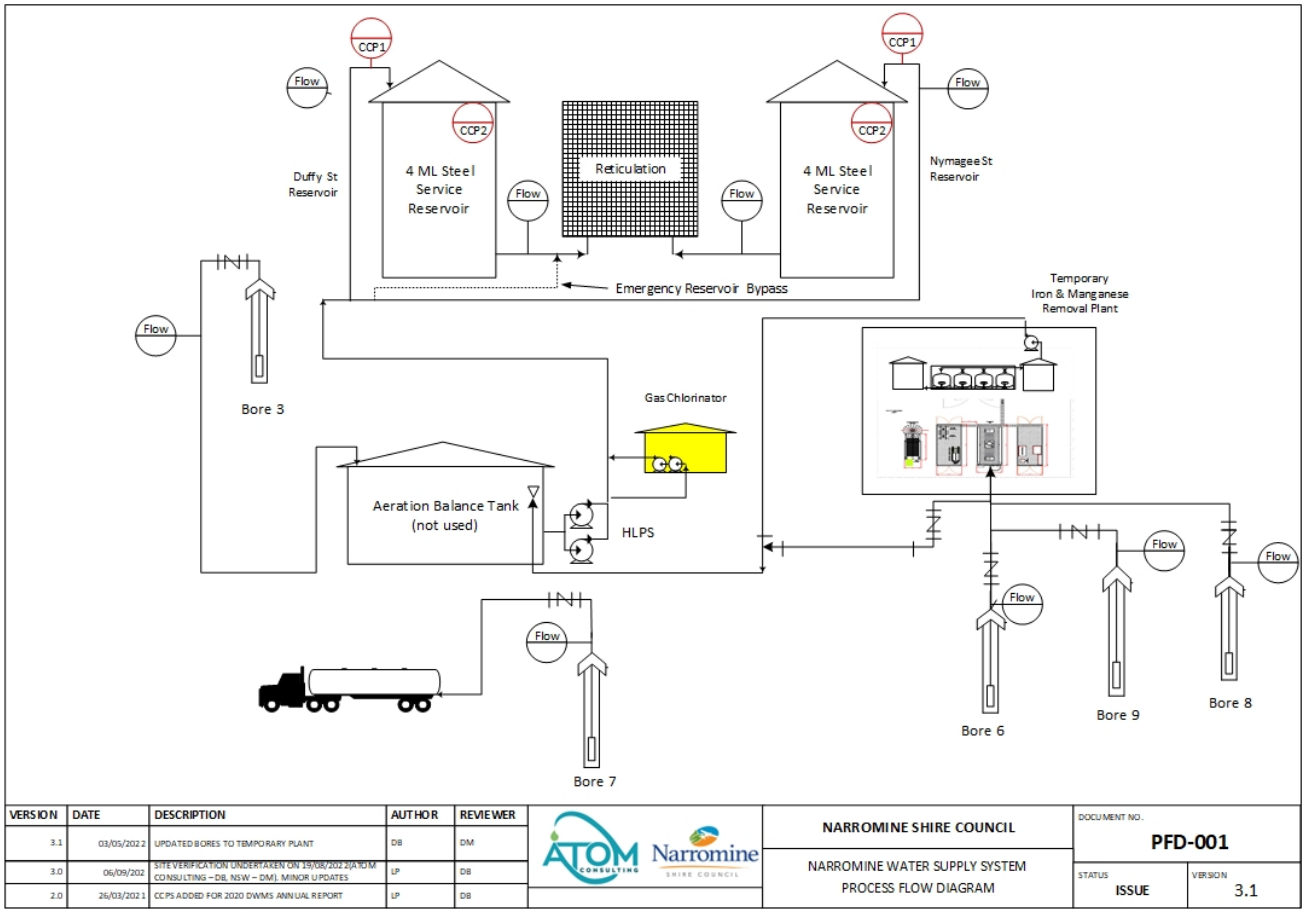 CCP1
CCP1
Flow
Flow
CCP2
CCP2
Duffy St
Reservoir
4 ML Steel
Service
Reservoir
Reticulation
4 ML Steel
Service
Reservoir
Nymagee St
Reservoir
Flow
Flow
Emergency Reservoir Bypass
Temporary
Iron & Manganese
Removal Plant
Flow
Bore 3
Gas Chlorinator
Aeration Balance Tank
(not used)
HLPS
Flow
Flow
Flow
Flow
Bore 6
Bore 9
Bore 8
Bore 7
VERSION DATE DESCRIPTION AUTHOR REVIEWER
3.1 03/05/2022 UPDATED BORES TO TEMPORARY PLANT DB DM
3.0 06/09/202 SITE VERIFICATION UNDERTAKEN ON 19/08/2022(ATOM
CONSULTING – DB, NSW – DM). MINOR UPDATES LP DB
2.0 26/03/2021 CCPS ADDED FOR 2020 DWMS ANNUAL REPORT LP DB
ATOM
CONSULTING
Narromine
SHIRE COUNCIL
NARROMINE SHIRE COUNCIL
NARROMINE WATER SUPPLY SYSTEM
PROCESS FLOW DIAGRAM
DOCUMENT NO.
PFD-001
STATUS
ISSUE
VERSION
3.1